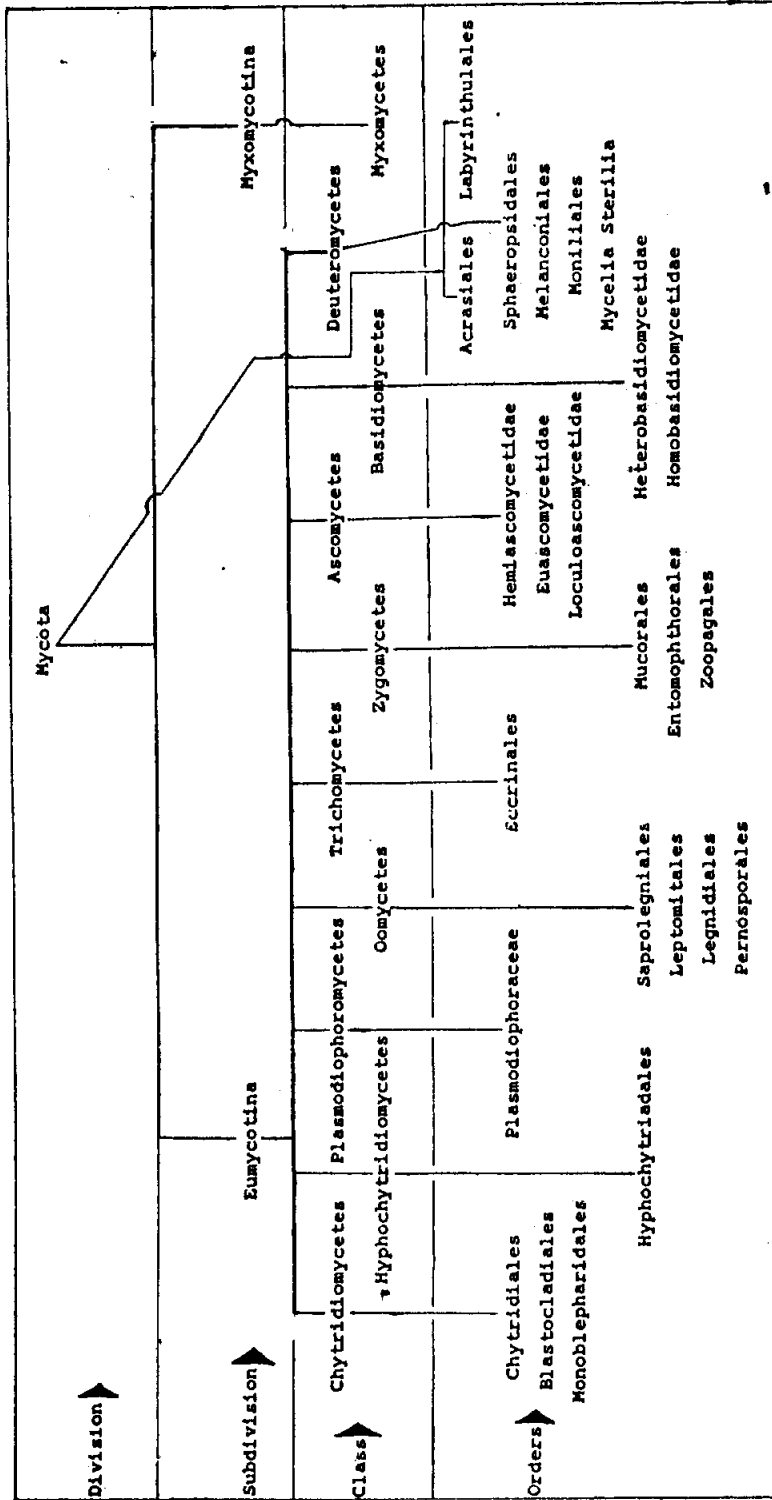 Division
Mycota
Subdivision
Eumycotina
Myxomycotina
Class
Chytridiomycetes
Plasmodiophoromycetes
Trichomycetes
Ascomycetes
Deuteromycetes
Hyphochytridiomycetes
Oomycetes
Zygomycetes
Basidiomycetes
Myxomycetes
Orders
Acrasiales
Labyrinthulales
Chytridiales
Blastocladiales
Monoblepharidales
Plasmodiophoraceae
Eccrinales
Hemiascomycetidae
Euascomycetidae
Loculoascomycetidae
Sphaeropsidales
Melanconiales
Moniliales
Mycelia Sterilia
Hyphochytriadales
Saprolegniales
Leptomitales
Legnidiales
Pernosporales
Mucorales
Entomophthorales
Zoopagales
Heterobasidiomycetidae
Homobasidiomycetidae